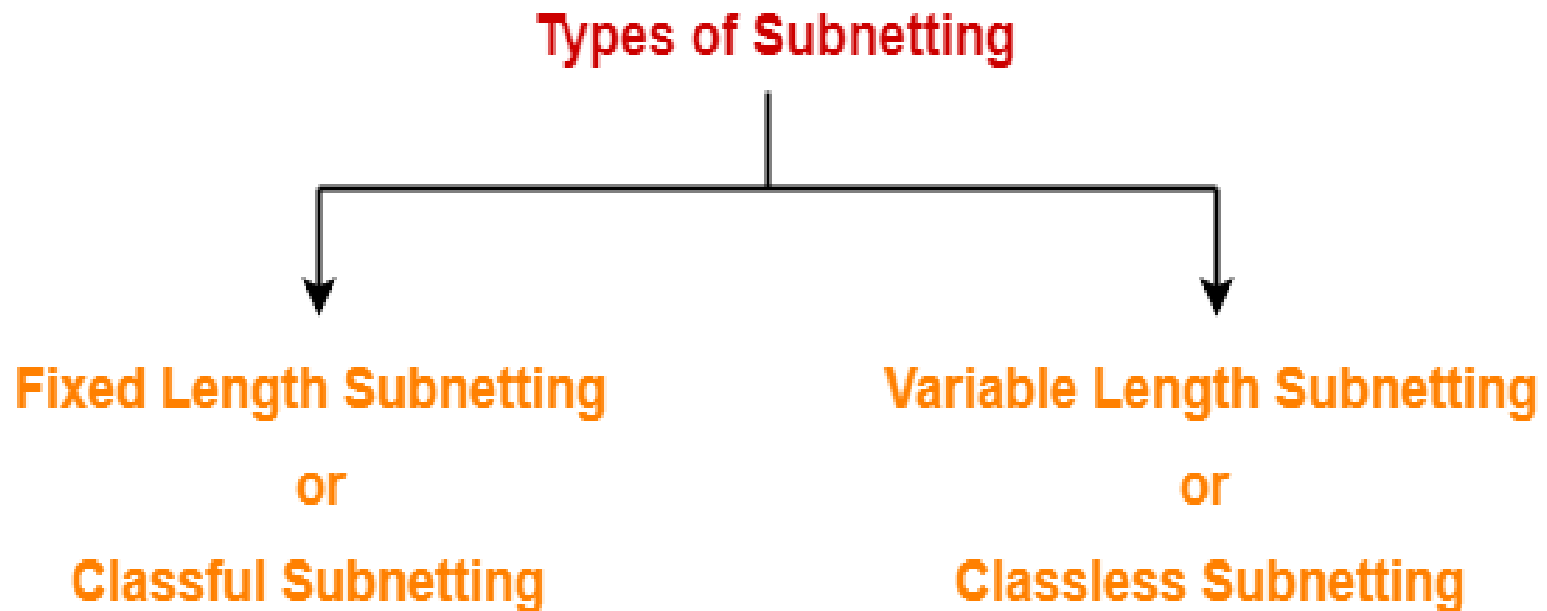 Types of Subnetting
Fixed Length Subnetting
or
Classful Subnetting
Variable Length Subnetting
or
Classless Subnetting